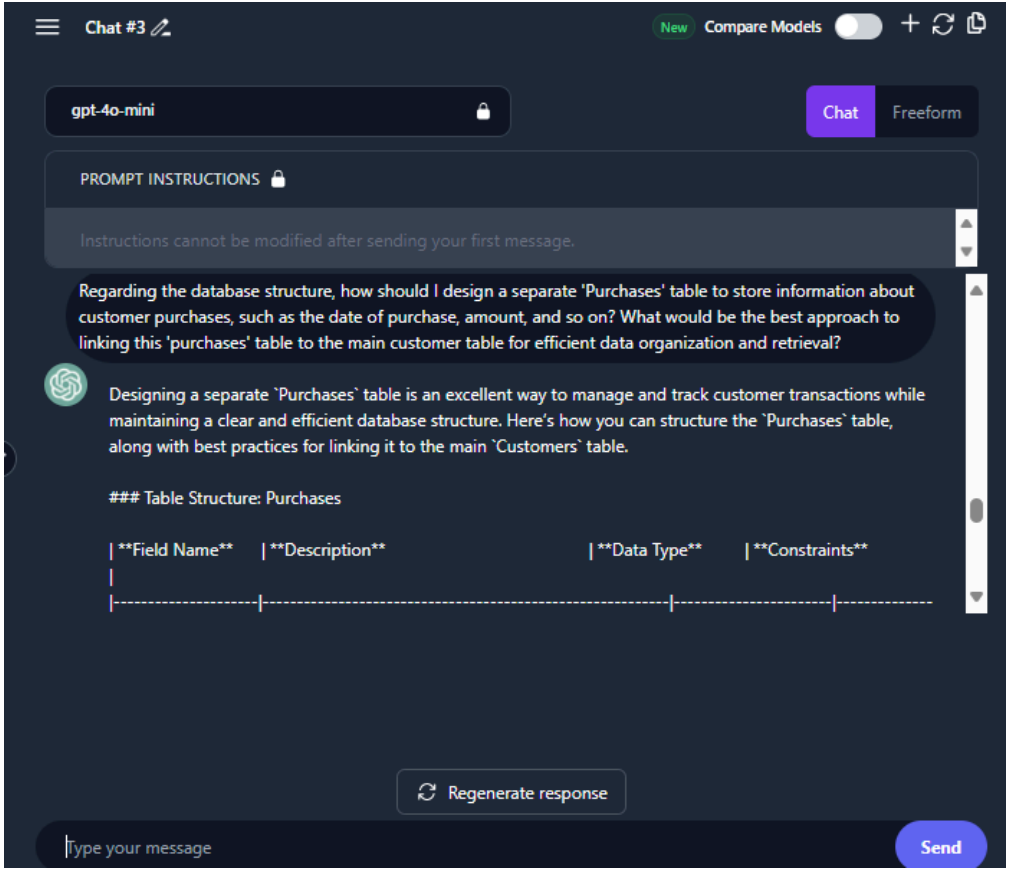 Chat #3
New Compare Models
gpt-4o-mini
Chat Freeform
PROMPT INSTRUCTIONS
Instructions cannot be modified after sending your first message.
Regarding the database structure, how should I design a separate 'Purchases' table to store information about
customer purchases, such as the date of purchase, amount, and so on? What would be the best approach to
linking this 'purchases' table to the main customer table for efficient data organization and retrieval?
Designing a separate `Purchases` table is an excellent way to manage and track customer transactions while
maintaining a clear and efficient database structure. Here's how you can structure the `Purchases` table,
along with best practices for linking it to the main `Customers` table.
### Table Structure: Purchases
| **Field Name** | **Description** | **Data Type** | **Constraints**
|
|---------------------|------------------------------------------------------------|-----------------------|--------------
Regenerate response
Type your message
Send